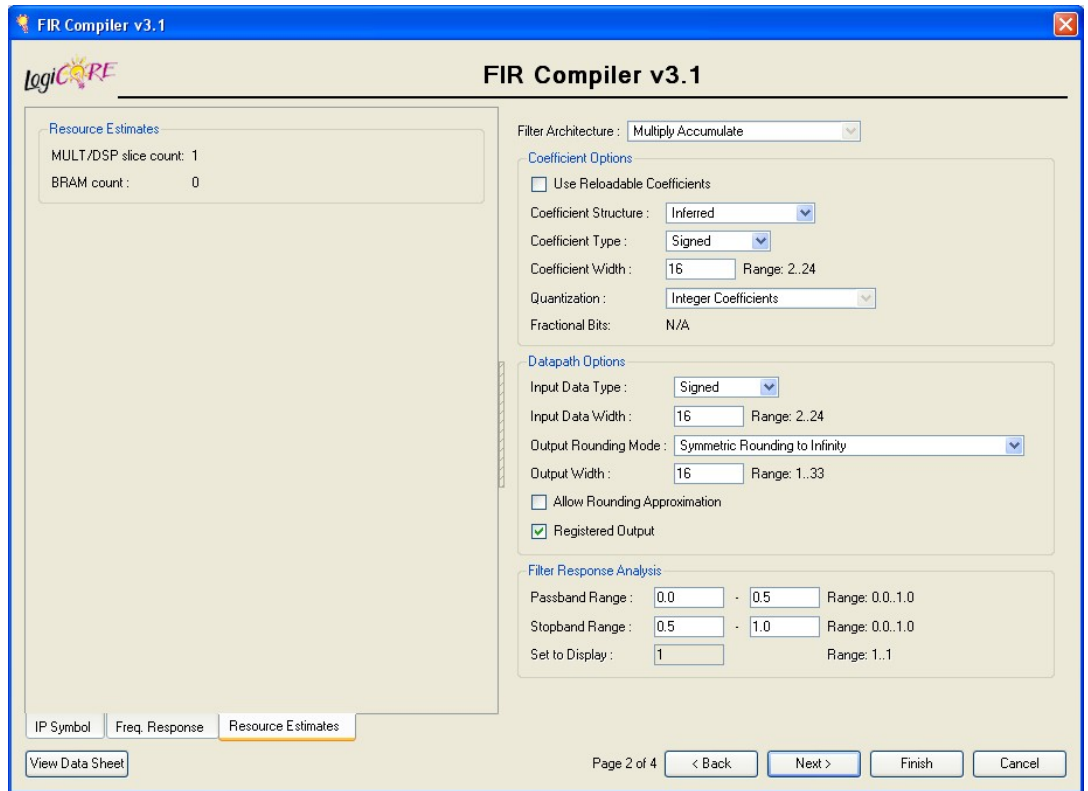 FIR Compiler v3.1
LogiCORE
FIR Compiler v3.1
Resource Estimates
MULT/DSP slice count: 1
BRAM count : 0
IP Symbol Freq. Response Resource Estimates
Filter Architecture : Multiply Accumulate
Coefficient Options
Use Reloadable Coefficients
Coefficient Structure : Inferred
Coefficient Type : Signed
Coefficient Width : 16 Range: 2..24
Quantization : Integer Coefficients
Fractional Bits: N/A
Datapath Options
Input Data Type : Signed
Input Data Width : 16 Range: 2..24
Output Rounding Mode : Symmetric Rounding to Infinity
Output Width : 16 Range: 1..33
Allow Rounding Approximation
Registered Output
Filter Response Analysis
Passband Range : 0.0 - 0.5 Range: 0.0..1.0
Stopband Range : 0.5 - 1.0 Range: 0.0..1.0
Set to Display : 1 Range: 1..1
View Data Sheet Page 2 of 4 < Back Next > Finish Cancel